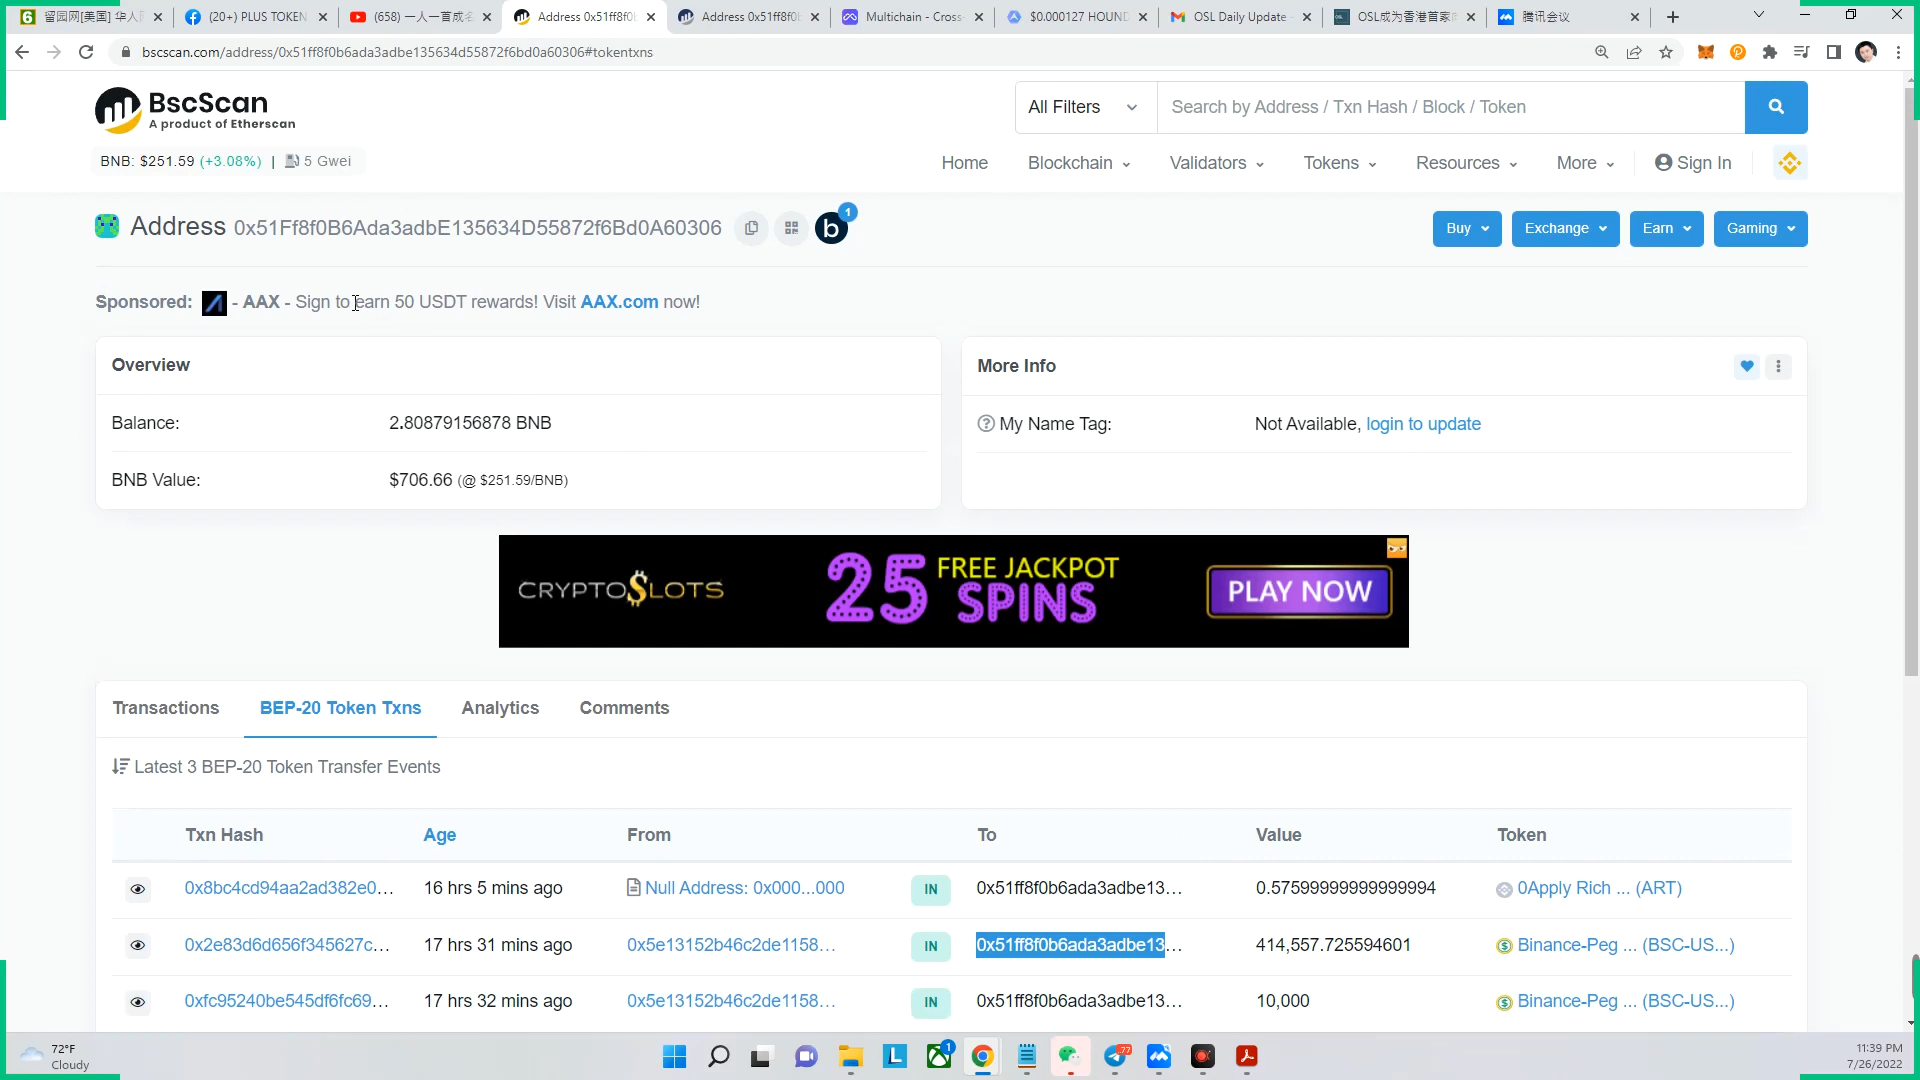 留园网[美国] 华人
(20+) PLUS TOKEN
(658) 一人一首成名
Address 0x51ff8f0b
Address 0x51ff8f0b
Multichain - Cross-
$0.000127 HOUND
OSL Daily Update -
OSL成为香港首家
腾讯会议
bscscan.com/address/0x51ff8f0b6ada3adbe135634d55872f6bd0a60306#tokentxns
BscScan
A product of Etherscan
All Filters
Search by Address / Txn Hash / Block / Token
BNB: $251.59 (+3.08%) | 5 Gwei
Home Blockchain Validators Tokens Resources More Sign In
Address 0x51Ff8f0B6Ada3adbE135634D55872f6Bd0A60306
b 1
Buy Exchange Earn Gaming
Sponsored: - AAX - Sign to earn 50 USDT rewards! Visit AAX.com now!
Overview
Balance: 2.80879156878 BNB
BNB Value: $706.66 (@ $251.59/BNB)
More Info
My Name Tag: Not Available, login to update
CRYPTO$LOTS
25 FREE JACKPOT
SPINS
PLAY NOW
Transactions BEP-20 Token Txns Analytics Comments
Latest 3 BEP-20 Token Transfer Events
Txn Hash Age From To Value Token
0x8bc4cd94aa2ad382e0... 16 hrs 5 mins ago Null Address: 0x000...000 IN 0x51ff8f0b6ada3adbe13... 0.57599999999999994 0Apply Rich ... (ART)
0x2e83d6d656f345627c... 17 hrs 31 mins ago 0x5e13152b46c2de1158... IN 0x51ff8f0b6ada3adbe13... 414,557.725594601 Binance-Peg ... (BSC-US...)
0xfc95240be545df6fc69... 17 hrs 32 mins ago 0x5e13152b46c2de1158... IN 0x51ff8f0b6ada3adbe13... 10,000 Binance-Peg ... (BSC-US...)
72°F
Cloudy
L
1
77
11:39 PM
7/26/2022